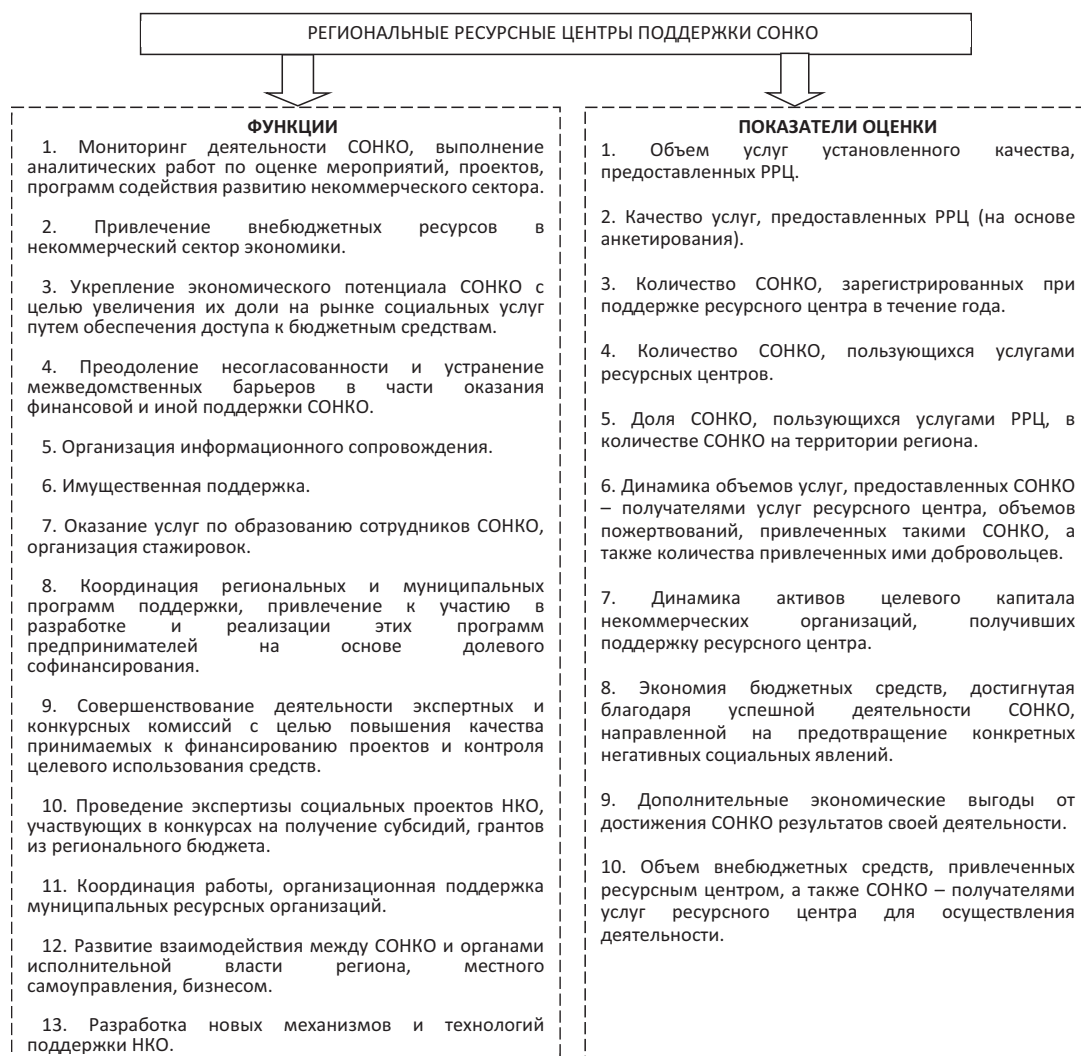 РЕГИОНАЛЬНЫЕ РЕСУРСНЫЕ ЦЕНТРЫ ПОДДЕРЖКИ СОНКО
ФУНКЦИИ
1. Мониторинг деятельности СОНКО, выполнение
аналитических работ по оценке мероприятий, проектов,
программ содействия развитию некоммерческого сектора.
2. Привлечение внебюджетных ресурсов в
некоммерческий сектор экономики.
3. Укрепление экономического потенциала СОНКО с
целью увеличения их доли на рынке социальных услуг
путем обеспечения доступа к бюджетным средствам.
4. Преодоление несогласованности и устранение
межведомственных барьеров в части оказания
финансовой и иной поддержки СОНКО.
5. Организация информационного сопровождения.
6. Имущественная поддержка.
7. Оказание услуг по образованию сотрудников СОНКО,
организация стажировок.
8. Координация региональных и муниципальных
программ поддержки, привлечение к участию в
разработке и реализации этих программ
предпринимателей на основе долевого
софинансирования.
9. Совершенствование деятельности экспертных и
конкурсных комиссий с целью повышения качества
принимаемых к финансированию проектов и контроля
целевого использования средств.
10. Проведение экспертизы социальных проектов НКО,
участвующих в конкурсах на получение субсидий, грантов
из регионального бюджета.
11. Координация работы, организационная поддержка
муниципальных ресурсных организаций.
12. Развитие взаимодействия между СОНКО и органами
исполнительной власти региона, местного
самоуправления, бизнесом.
13. Разработка новых механизмов и технологий
поддержки НКО.
ПОКАЗАТЕЛИ ОЦЕНКИ
1. Объем услуг установленного качества,
предоставленных РРЦ.
2. Качество услуг, предоставленных РРЦ (на основе
анкетирования).
3. Количество СОНКО, зарегистрированных при
поддержке ресурсного центра в течение года.
4. Количество СОНКО, пользующихся услугами
ресурсных центров.
5. Доля СОНКО, пользующихся услугами РРЦ, в
количестве СОНКО на территории региона.
6. Динамика объемов услуг, предоставленных СОНКО
– получателями услуг ресурсного центра, объемов
пожертвований, привлеченных такими СОНКО, а
также количества привлеченных ими добровольцев.
7. Динамика активов целевого капитала
некоммерческих организаций, получивших
поддержку ресурсного центра.
8. Экономия бюджетных средств, достигнутая
благодаря успешной деятельности СОНКО,
направленной на предотвращение конкретных
негативных социальных явлений.
9. Дополнительные экономические выгоды от
достижения СОНКО результатов своей деятельности.
10. Объем внебюджетных средств, привлеченных
ресурсным центром, а также СОНКО – получателями
услуг ресурсного центра для осуществления
деятельности.